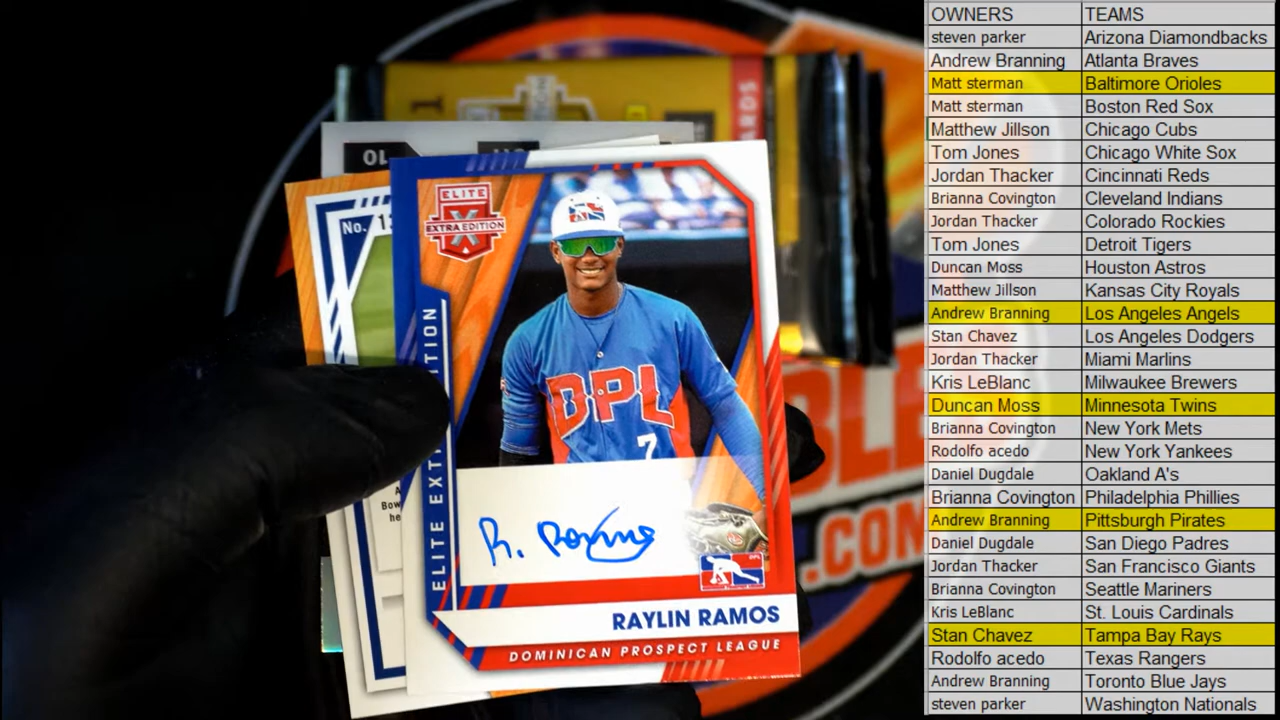 OWNERS TEAMS
steven parker Arizona Diamondbacks
Andrew Branning Atlanta Braves
Matt sterman Baltimore Orioles
Matt sterman Boston Red Sox
Matthew Jillson Chicago Cubs
Tom Jones Chicago White Sox
Jordan Thacker Cincinnati Reds
Brianna Covington Cleveland Indians
Jordan Thacker Colorado Rockies
Tom Jones Detroit Tigers
Duncan Moss Houston Astros
Matthew Jillson Kansas City Royals
Andrew Branning Los Angeles Angels
Stan Chavez Los Angeles Dodgers
Jordan Thacker Miami Marlins
Kris LeBlanc Milwaukee Brewers
Duncan Moss Minnesota Twins
Brianna Covington New York Mets
Rodolfo acedo New York Yankees
Daniel Dugdale Oakland A's
Brianna Covington Philadelphia Phillies
Andrew Branning Pittsburgh Pirates
Daniel Dugdale San Diego Padres
Jordan Thacker San Francisco Giants
Brianna Covington Seattle Mariners
Kris LeBlanc St. Louis Cardinals
Stan Chavez Tampa Bay Rays
Rodolfo acedo Texas Rangers
Andrew Branning Toronto Blue Jays
steven parker Washington Nationals
No.
ELITE
X
EXTRA EDITION
DPL
7
R. Ramos
DPL
RAYLIN RAMOS
DOMINICAN PROSPECT LEAGUE
.COM